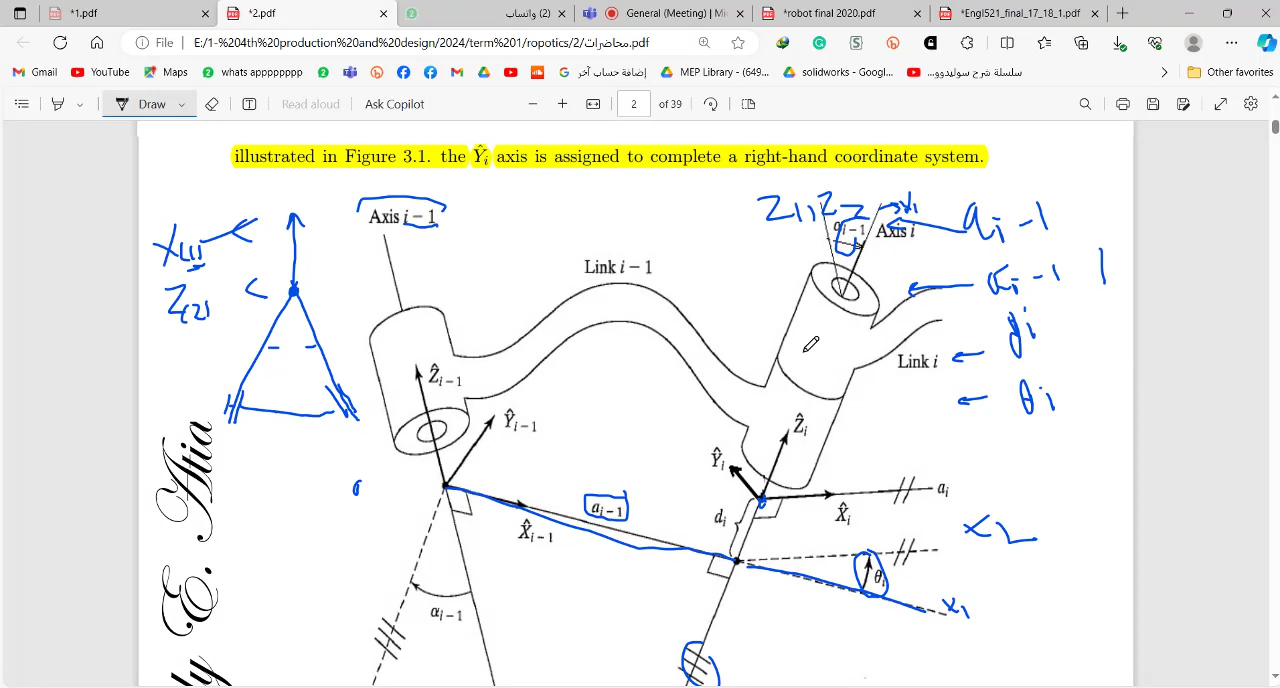 *1.pdf
*2.pdf
(2) واتساب
General (Meeting) | Mi
*robot final 2020.pdf
*Engl521_final_17_18_1.pdf
File
E:/1-%204th%20production%20and%20design/2024/term%201/ropotics/2/محاضرات.pdf
Gmail
YouTube
Maps
whats apppppppp
إضافة حساب آخر
MEP Library - (649...
solidworks - Googl...
سلسلة شرح سوليدوو...
Other favorites
Draw
Read aloud
Ask Copilot
2 of 39
illustrated in Figure 3.1. the Ŷi axis is assigned to complete a right-hand coordinate system.
Axis i − 1
Link i − 1
αi−1
Axis i
ai-1
αi-1
di
θi
Link i
Ẑi−1
Ŷi−1
X̂i−1
ai−1
αi−1
Ẑi
Ŷi
X̂i
ai
di
θi
x2
x1
y E. Atia